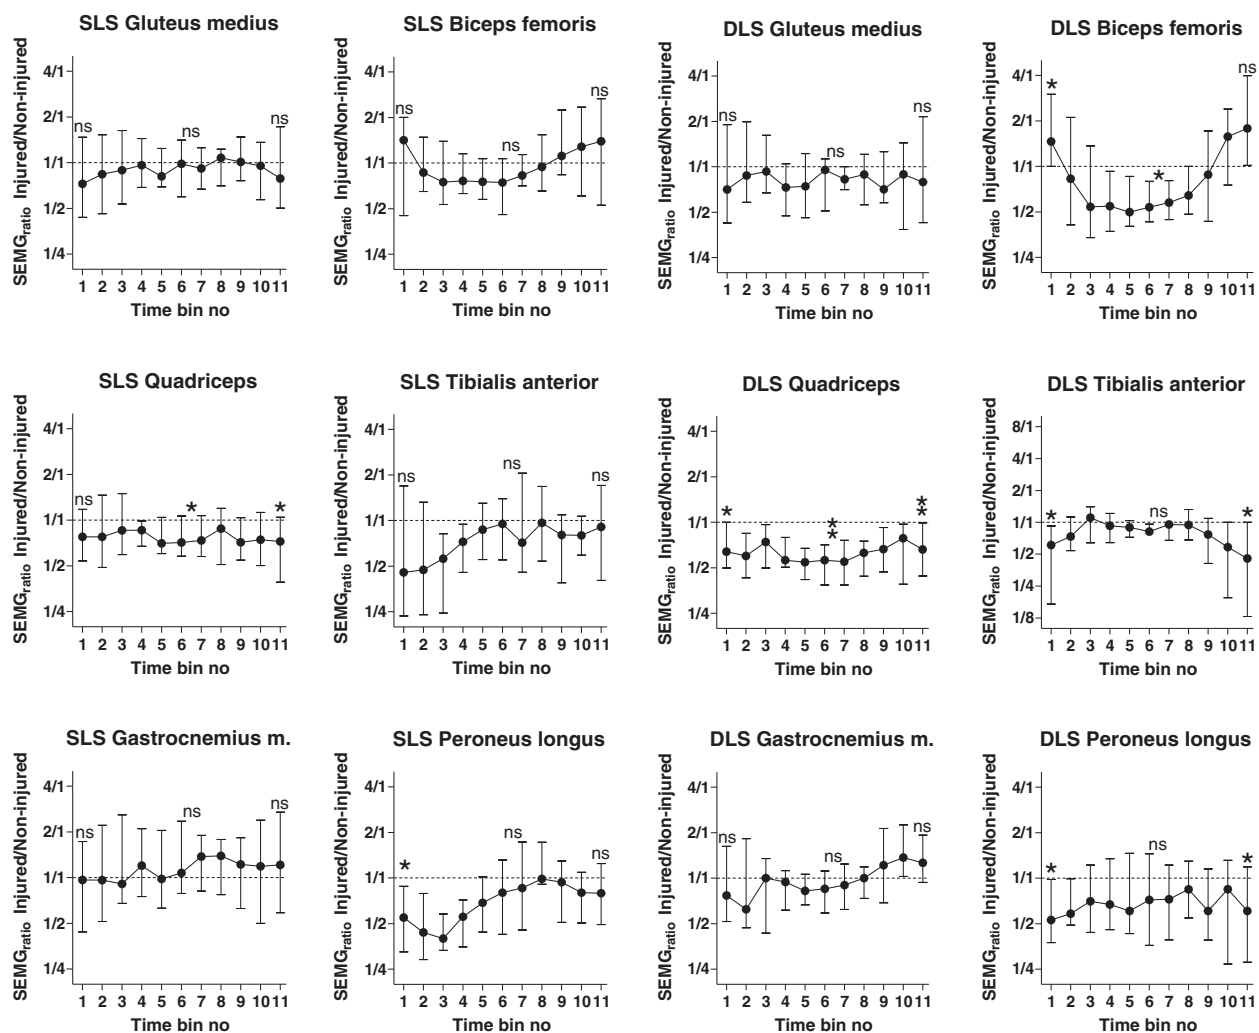 SLS Gluteus medius
SEMGratio Injured/Non-injured
4/1
2/1
1/1
1/2
1/4
ns
ns
ns
1 2 3 4 5 6 7 8 9 10 11
Time bin no
SLS Biceps femoris
SEMGratio Injured/Non-injured
4/1
2/1
1/1
1/2
1/4
ns
ns
ns
1 2 3 4 5 6 7 8 9 10 11
Time bin no
DLS Gluteus medius
SEMGratio Injured/Non-injured
4/1
2/1
1/1
1/2
1/4
ns
ns
ns
1 2 3 4 5 6 7 8 9 10 11
Time bin no
DLS Biceps femoris
SEMGratio Injured/Non-injured
4/1
2/1
1/1
1/2
1/4
*
*
ns
1 2 3 4 5 6 7 8 9 10 11
Time bin no
SLS Quadriceps
SEMGratio Injured/Non-injured
4/1
2/1
1/1
1/2
1/4
ns
*
*
1 2 3 4 5 6 7 8 9 10 11
Time bin no
SLS Tibialis anterior
SEMGratio Injured/Non-injured
4/1
2/1
1/1
1/2
1/4
ns
ns
ns
1 2 3 4 5 6 7 8 9 10 11
Time bin no
DLS Quadriceps
SEMGratio Injured/Non-injured
4/1
2/1
1/1
1/2
1/4
*
**
**
1 2 3 4 5 6 7 8 9 10 11
Time bin no
DLS Tibialis anterior
SEMGratio Injured/Non-injured
8/1
4/1
2/1
1/1
1/2
1/4
1/8
*
ns
*
1 2 3 4 5 6 7 8 9 10 11
Time bin no
SLS Gastrocnemius m.
SEMGratio Injured/Non-injured
4/1
2/1
1/1
1/2
1/4
ns
ns
ns
1 2 3 4 5 6 7 8 9 10 11
Time bin no
SLS Peroneus longus
SEMGratio Injured/Non-injured
4/1
2/1
1/1
1/2
1/4
*
ns
ns
1 2 3 4 5 6 7 8 9 10 11
Time bin no
DLS Gastrocnemius m.
SEMGratio Injured/Non-injured
4/1
2/1
1/1
1/2
1/4
ns
ns
ns
1 2 3 4 5 6 7 8 9 10 11
Time bin no
DLS Peroneus longus
SEMGratio Injured/Non-injured
4/1
2/1
1/1
1/2
1/4
*
ns
*
1 2 3 4 5 6 7 8 9 10 11
Time bin no